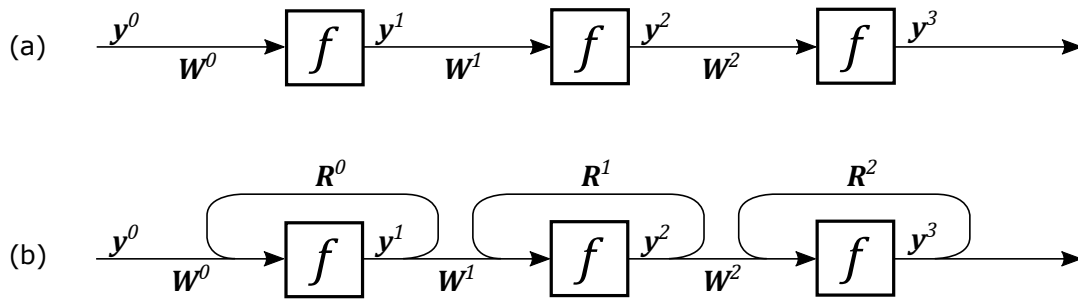 (a) y⁰ W⁰ f y¹ W¹ f y² W² f y³
R⁰ R¹ R²
(b) y⁰ W⁰ f y¹ W¹ f y² W² f y³